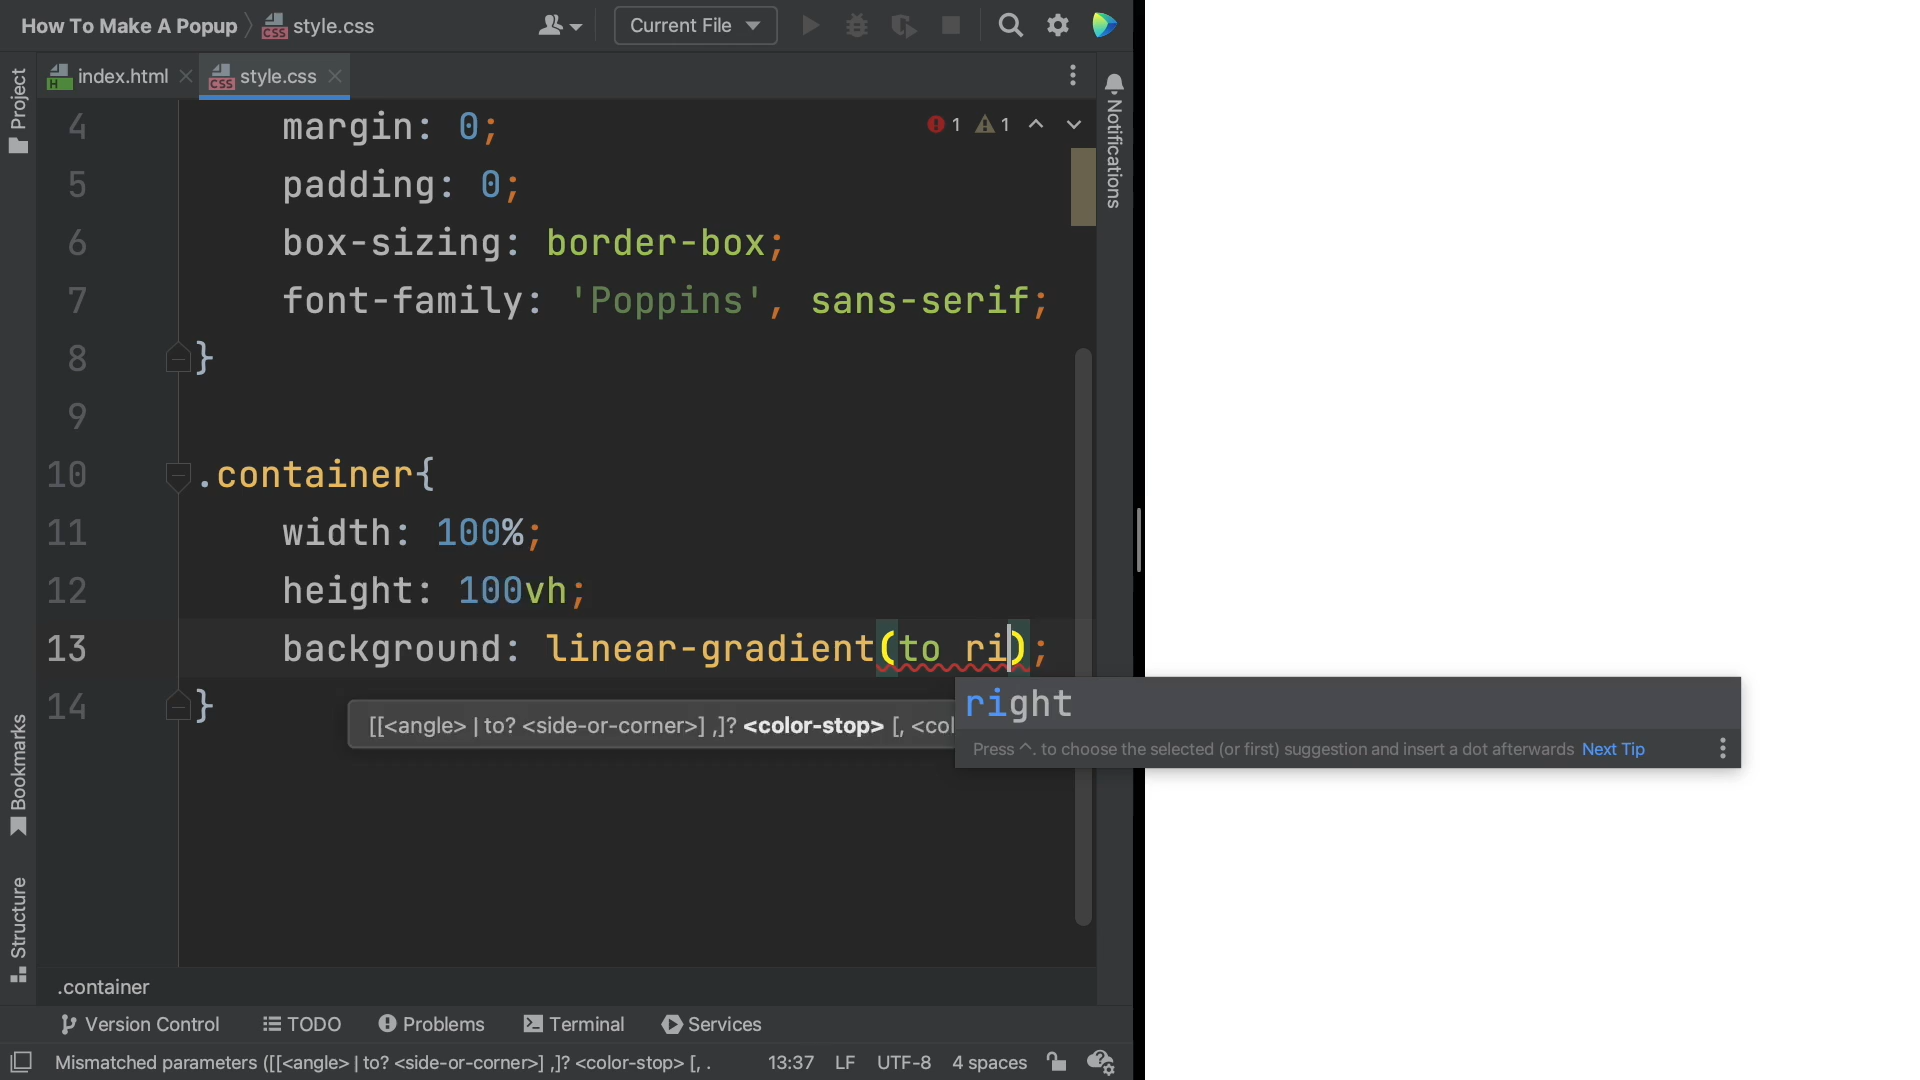 How To Make A Popup style.css
Current File
index.html style.css
Project
Notifications
4 margin: 0;
1 1
5 padding: 0;
6 box-sizing: border-box;
7 font-family: 'Poppins', sans-serif;
8 }
9
10 .container{
11 width: 100%;
12 height: 100vh;
13 background: linear-gradient(to ri);
14 }
right
[[<angle> | to? <side-or-corner>] ,]? <color-stop> [, <col
Press ^. to choose the selected (or first) suggestion and insert a dot afterwards Next Tip
Bookmarks
Structure
.container
Version Control TODO Problems Terminal Services
Mismatched parameters ([[<angle> | to? <side-or-corner>] ,]? <color-stop> [, . 13:37 LF UTF-8 4 spaces